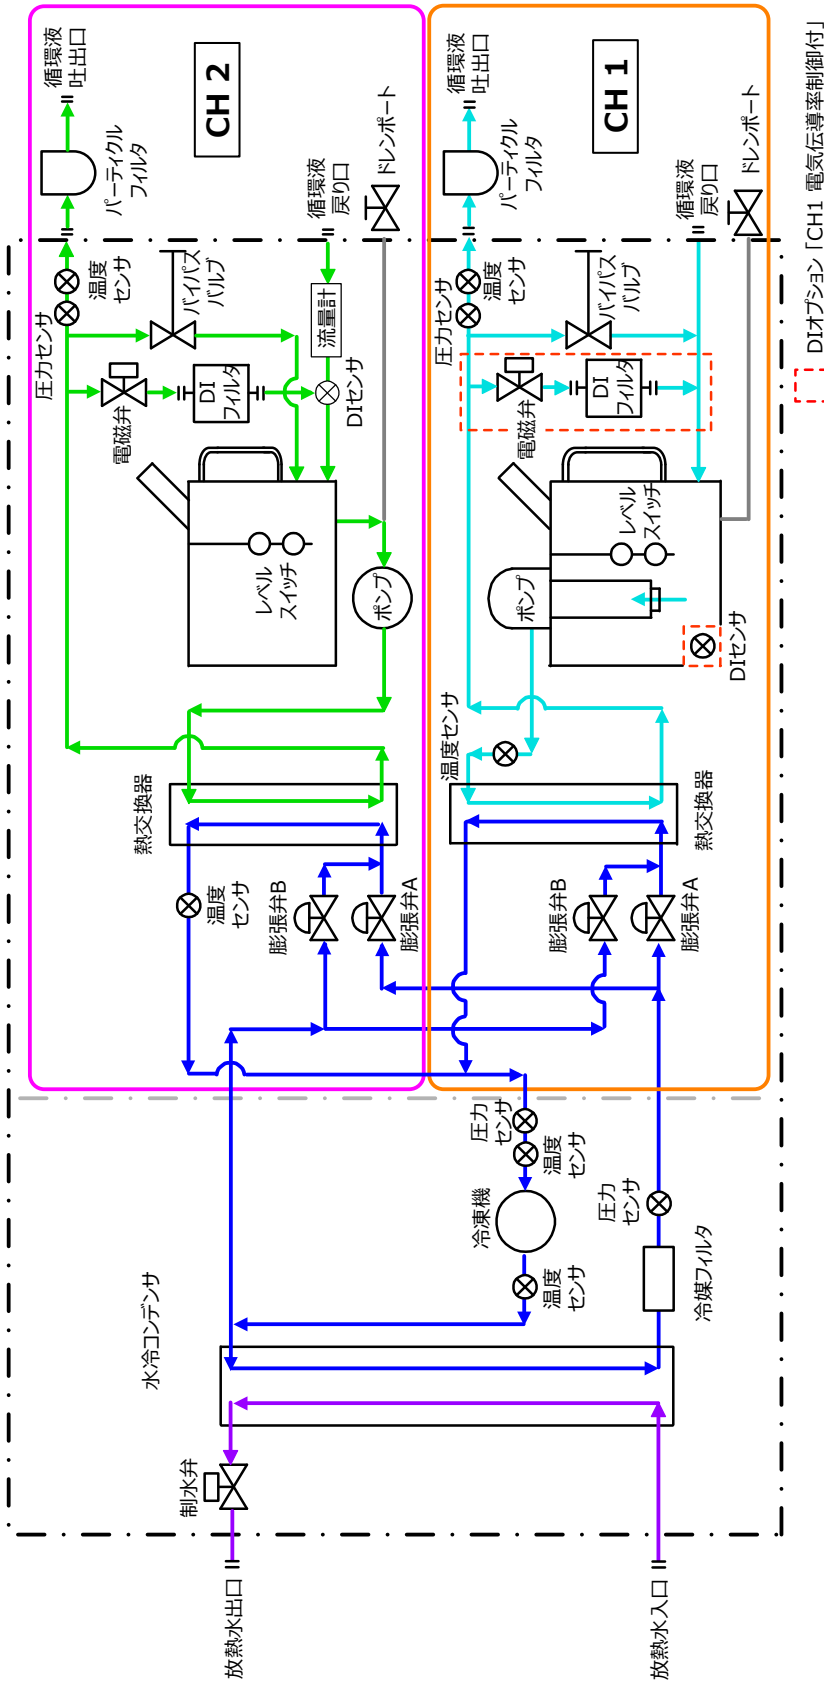 CH 2
循環液
吐出口
パーティクル
フィルタ
循環液
戻り口
ドレンポート
温度
センサ
圧力センサ
バイパス
バルブ
流量計
DIセンサ
電磁弁
DI
フィルタ
レベル
スイッチ
ポンプ
熱交換器
温度
センサ
膨張弁B
膨張弁A
CH 1
循環液
吐出口
パーティクル
フィルタ
循環液
戻り口
ドレンポート
温度
センサ
圧力センサ
バイパス
バルブ
電磁弁
DI
フィルタ
レベル
スイッチ
ポンプ
DIセンサ
温度センサ
熱交換器
膨張弁B
膨張弁A
圧力
センサ
温度
センサ
冷凍機
温度
センサ
圧力
センサ
冷媒フィルタ
水冷コンデンサ
制水弁
放熱水出口
放熱水入口
DIオプション「CH1 電気伝導率制御付」